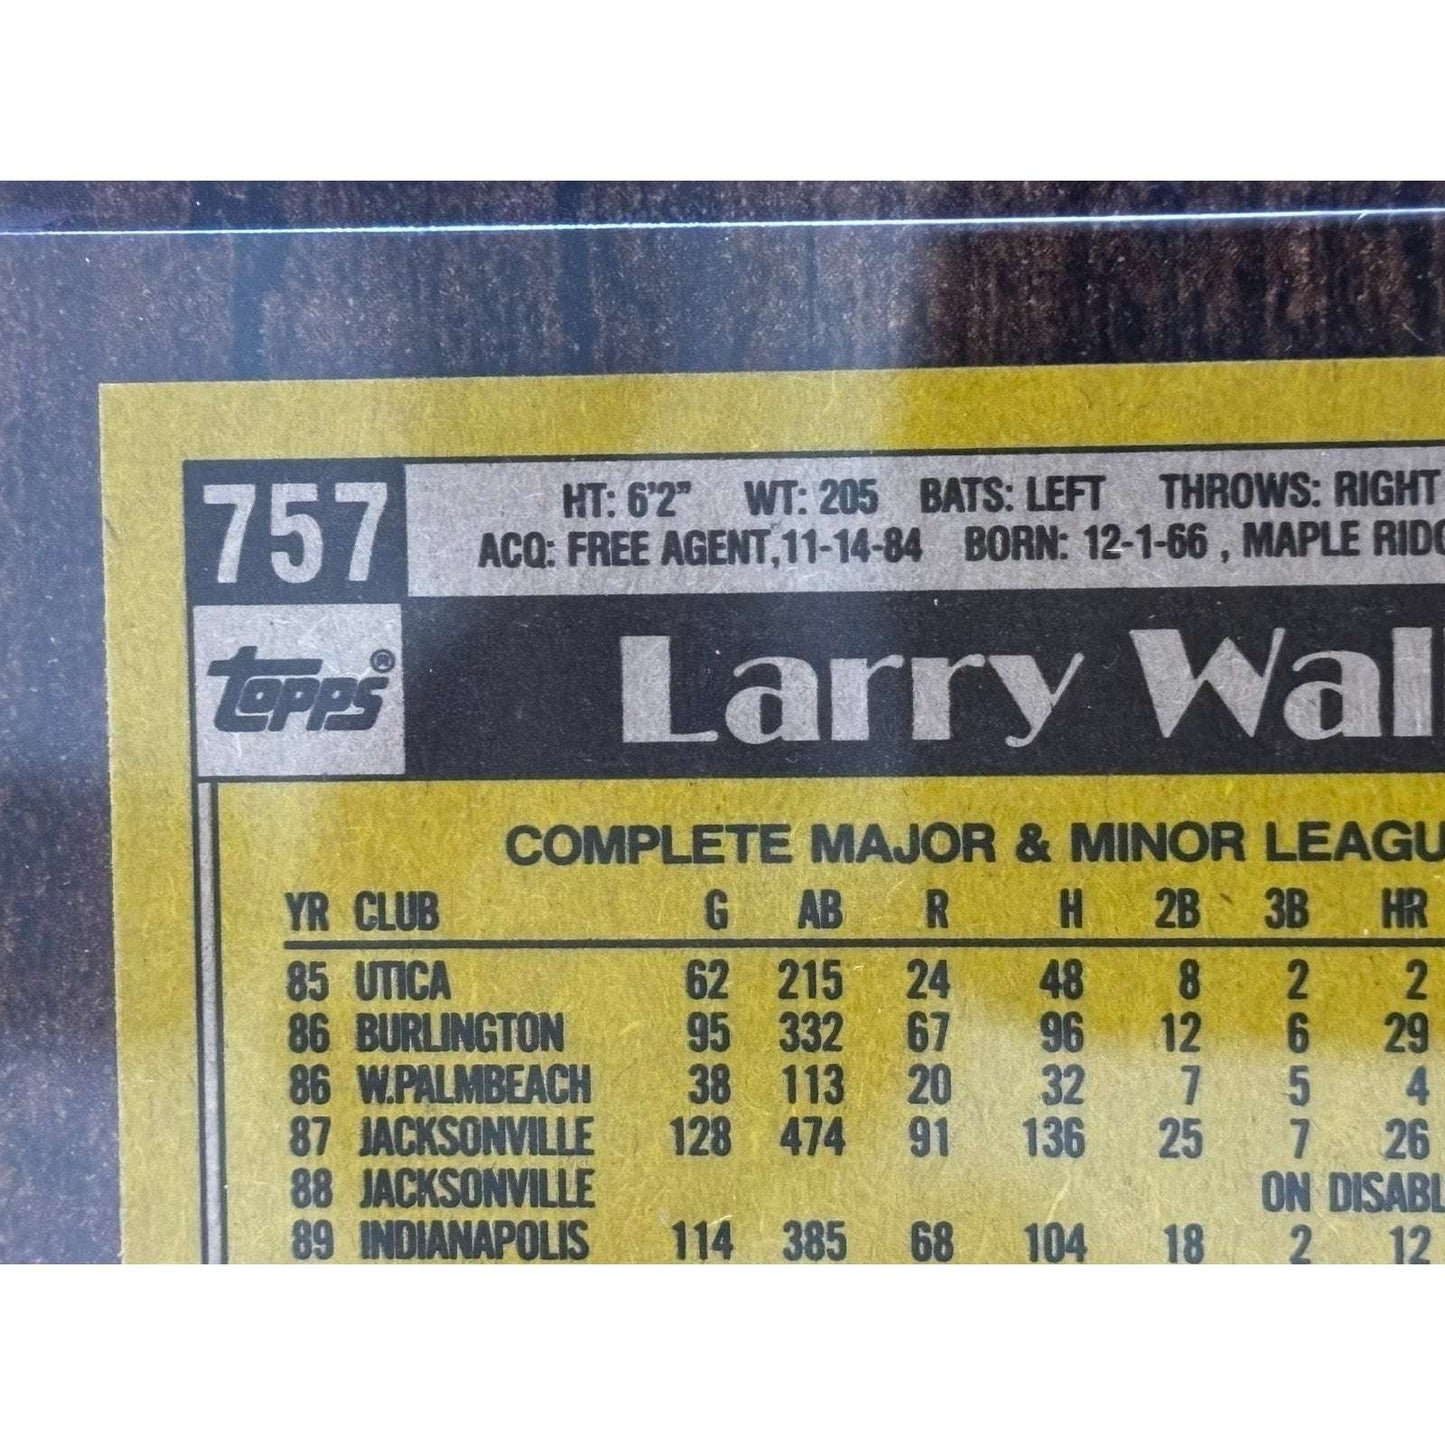 757
HT: 6'2" WT: 205 BATS: LEFT THROWS: RIGHT
ACQ: FREE AGENT,11-14-84 BORN: 12-1-66 , MAPLE RIDG
TOPPS®
Larry Wal
COMPLETE MAJOR & MINOR LEAGU
YR CLUB G AB R H 2B 3B HR
85 UTICA 62 215 24 48 8 2 2
86 BURLINGTON 95 332 67 96 12 6 29
86 W.PALMBEACH 38 113 20 32 7 5 4
87 JACKSONVILLE 128 474 91 136 25 7 26
88 JACKSONVILLE ON DISABL
89 INDIANAPOLIS 114 385 68 104 18 2 12